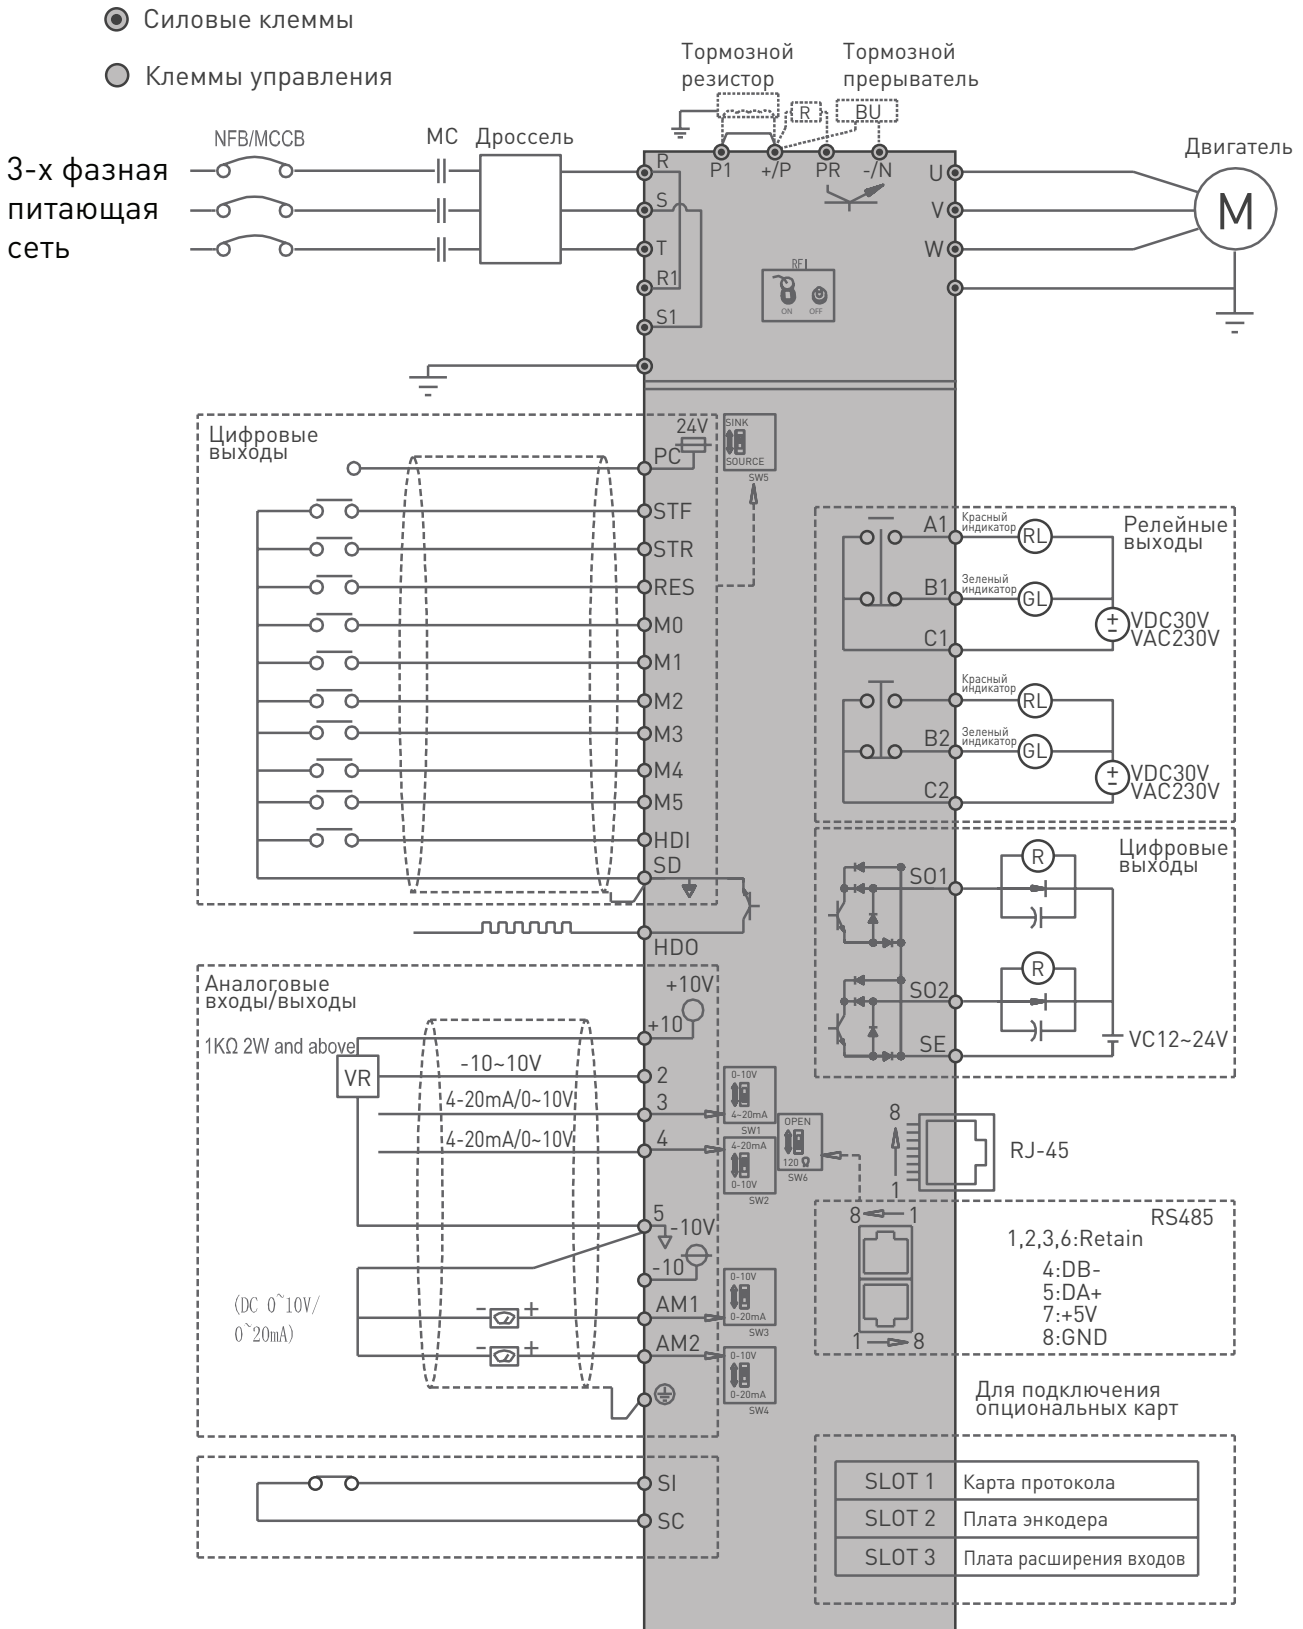 Силовые клеммы
Клеммы управления
Тормозной
резистор
Тормозной
прерыватель
R
BU
NFB/MCCB
MC
Дроссель
3-х фазная
питающая
сеть
R
S
T
R1
S1
P1
+/P
PR
-/N
U
V
W
Двигатель
M
RFI
ON
OFF
Цифровые
выходы
24V
PC
SINK
SOURCE
SW5
STF
STR
RES
M0
M1
M2
M3
M4
M5
HDI
SD
HDO
Релейные
выходы
A1
Красный
индикатор
RL
B1
Зеленый
индикатор
GL
C1
+
-
VDC30V
VAC230V
Красный
индикатор
RL
B2
Зеленый
индикатор
GL
C2
+
-
VDC30V
VAC230V
Цифровые
выходы
SO1
R
SO2
R
SE
VC12~24V
Аналоговые
входы/выходы
+10V
+10
1KΩ 2W and above
VR
-10~10V
2
4-20mA/0~10V
3
4-20mA/0~10V
4
0-10V
4~20mA
SW1
4-20mA
0-10V
SW2
OPEN
120 Ω
SW6
5
-10V
-10
(DC 0~10V/
0~20mA)
- +
AM1
- +
AM2
0-10V
0-20mA
SW3
0-10V
0-20mA
SW4
8
1
RJ-45
8
1
1
8
RS485
1,2,3,6:Retain
4:DB-
5:DA+
7:+5V
8:GND
Для подключения
опциональных карт
SI
SC
SLOT 1 Карта протокола
SLOT 2 Плата энкодера
SLOT 3 Плата расширения входов